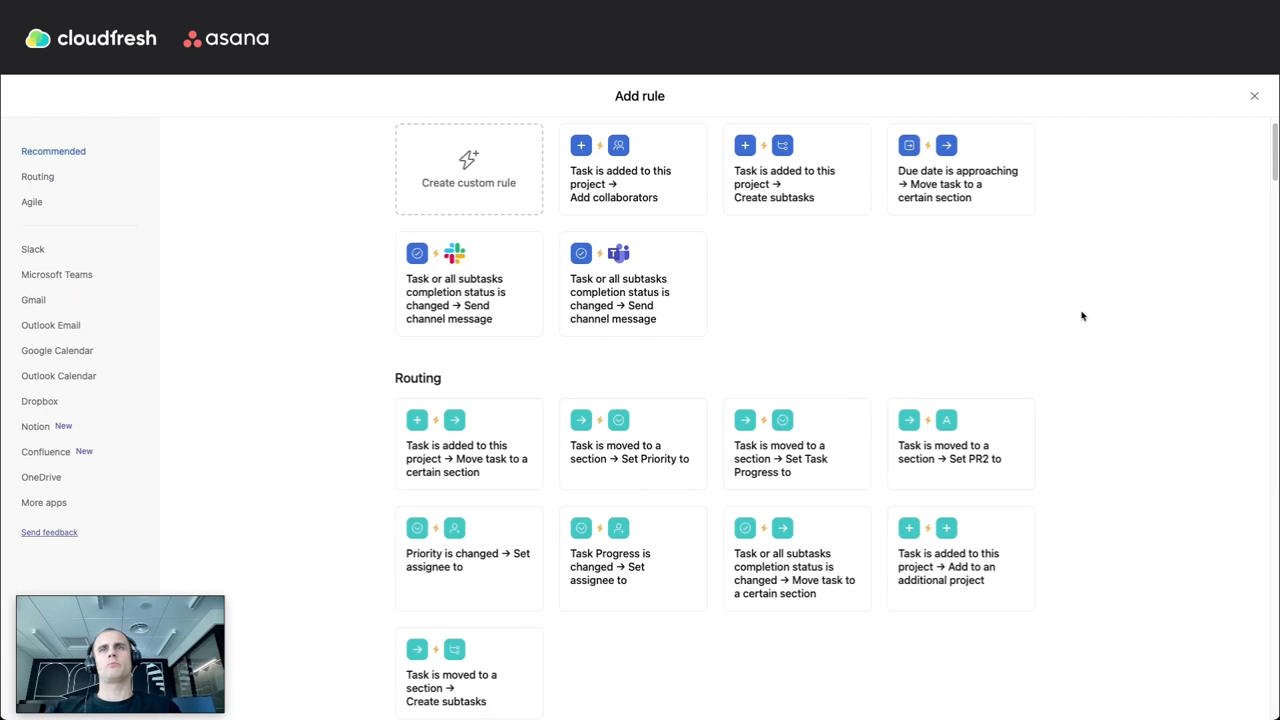 cloudfresh asana
Add rule
Recommended
Routing
Agile
Slack
Microsoft Teams
Gmail
Outlook Email
Google Calendar
Outlook Calendar
Dropbox
Notion New
Confluence New
OneDrive
More apps
Send feedback
Create custom rule
Task is added to this
project →
Add collaborators
Task is added to this
project →
Create subtasks
Due date is approaching
→ Move task to a
certain section
Task or all subtasks
completion status is
changed → Send
channel message
Task or all subtasks
completion status is
changed → Send
channel message
Routing
Task is added to this
project → Move task to a
certain section
Task is moved to a
section → Set Priority to
Task is moved to a
section → Set Task
Progress to
Task is moved to a
section → Set PR2 to
Priority is changed → Set
assignee to
Task Progress is
changed → Set
assignee to
Task or all subtasks
completion status is
changed → Move task to
a certain section
Task is added to this
project → Add to an
additional project
Task is moved to a
section →
Create subtasks